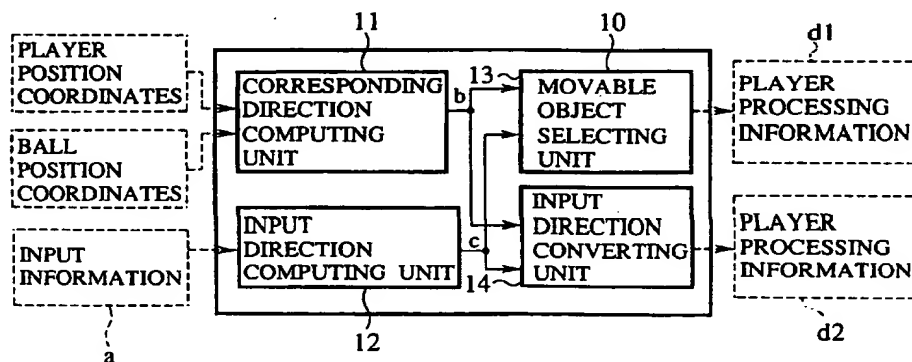 11
10
d1
PLAYER
POSITION
COORDINATES
BALL
POSITION
COORDINATES
INPUT
INFORMATION
a
CORRESPONDING
DIRECTION
COMPUTING
UNIT
b
INPUT
DIRECTION
COMPUTING UNIT
c
12
13
MOVABLE
OBJECT
SELECTING
UNIT
INPUT
DIRECTION
CONVERTING
UNIT
14
PLAYER
PROCESSING
INFORMATION
PLAYER
PROCESSING
INFORMATION
d2